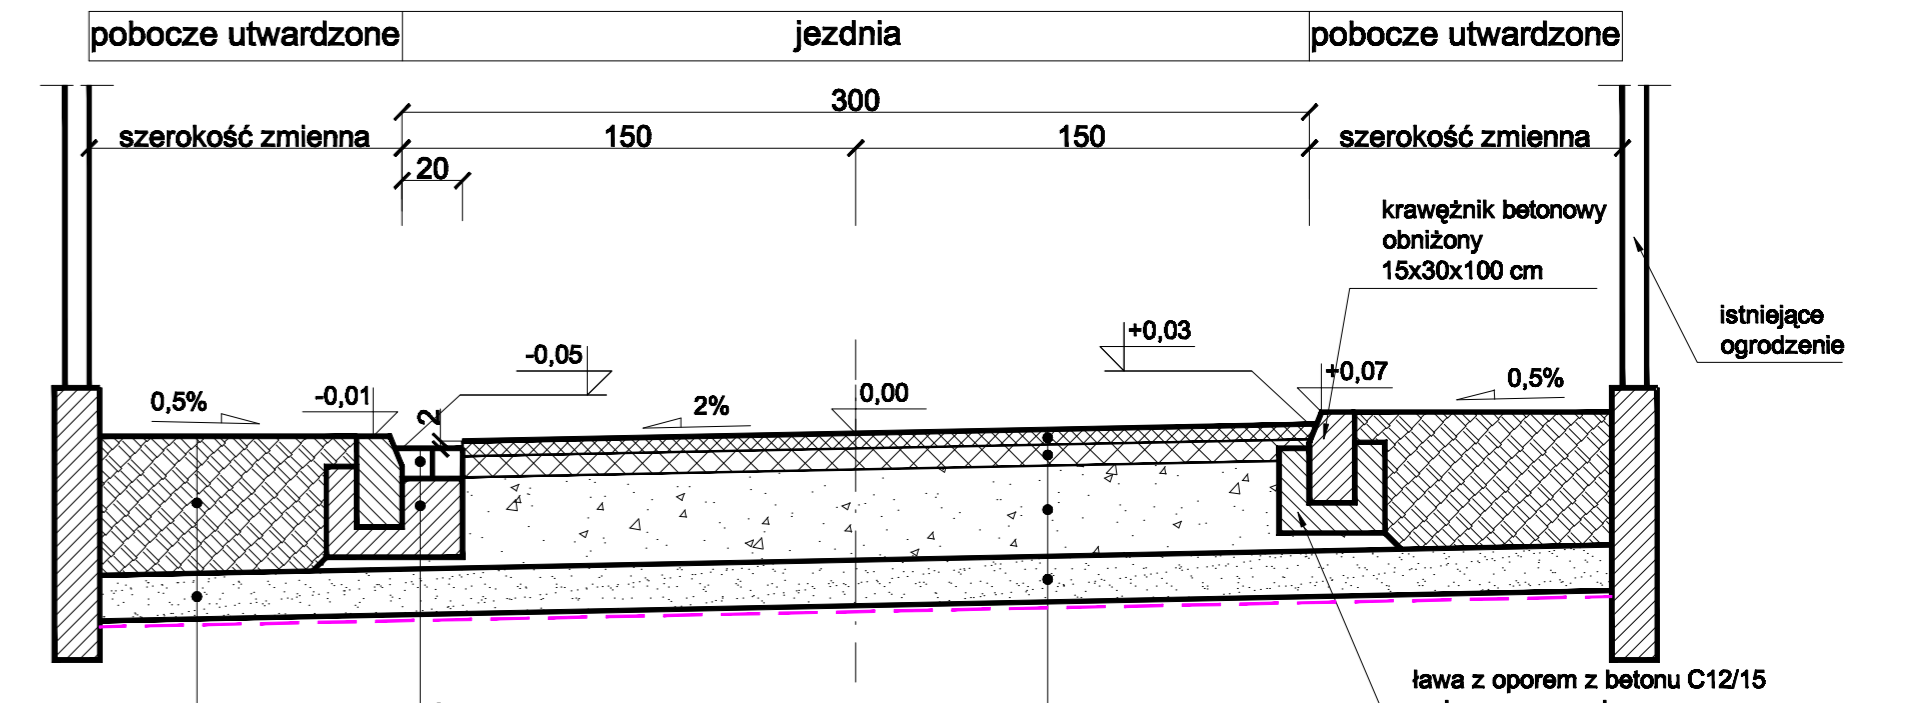 pobocze utwardzone jezdnia pobocze utwardzone
300
szerokość zmienna 150 150 szerokość zmienna
20
krawężnik betonowy
obniżony
15x30x100 cm
istniejące
ogrodzenie
+0,03
-0,05
+0,07
0,5%
0,5%
-0,01
2%
0,00
2
ława z oporem z betonu C12/15